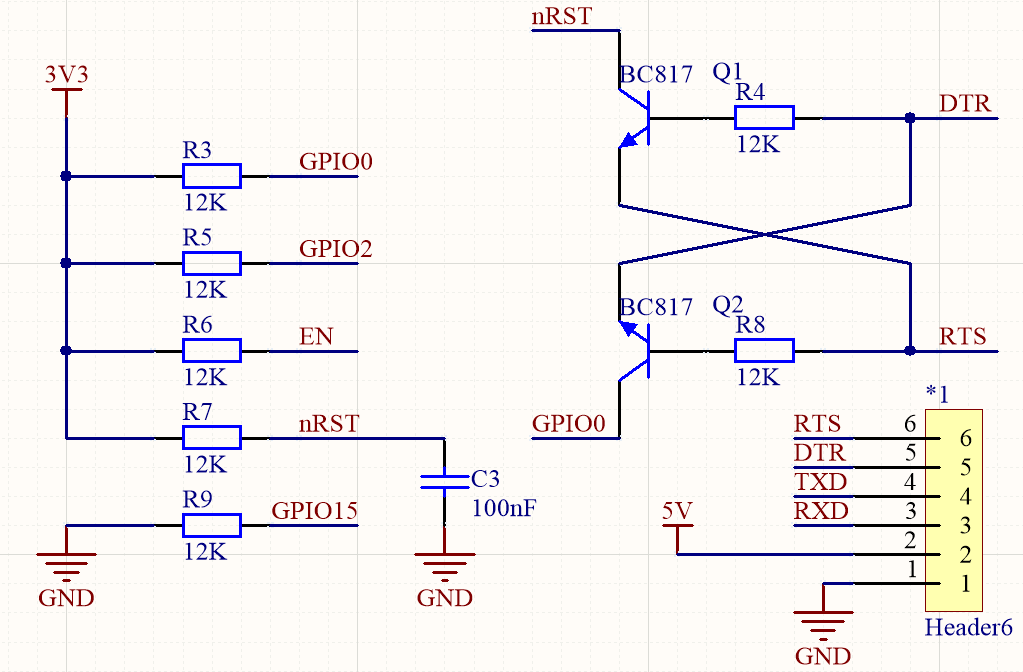 3V3
R3
GPIO0
12K
R5
GPIO2
12K
R6
EN
12K
R7
nRST
12K
C3
100nF
R9
GPIO15
12K
GND
GND
nRST
BC817
Q1
R4
12K
DTR
BC817
Q2
R8
12K
RTS
GPIO0
*1
RTS 6 6
DTR 5 5
TXD 4 4
RXD 3 3
5V
2 2
1 1
Header6
GND